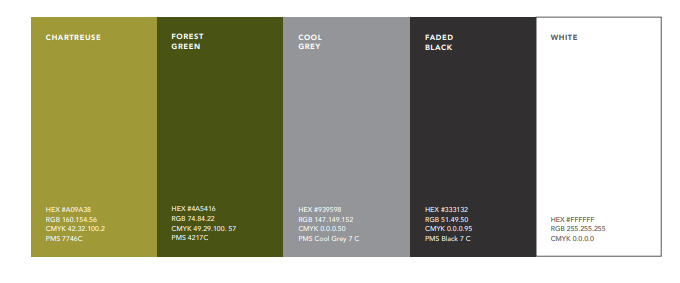 CHARTREUSE
HEX #A09A38
RGB 160.154.56
CMYK 42.32.100.2
PMS 7746C
FOREST
GREEN
HEX #4A5416
RGB 74.84.22
CMYK 49.29.100. 57
PMS 4217C
COOL
GREY
HEX #939598
RGB 147.149.152
CMYK 0.0.0.50
PMS Cool Grey 7 C
FADED
BLACK
HEX #333132
RGB 51.49.50
CMYK 0.0.0.95
PMS Black 7 C
WHITE
HEX #FFFFFF
RGB 255.255.255
CMYK 0.0.0.0